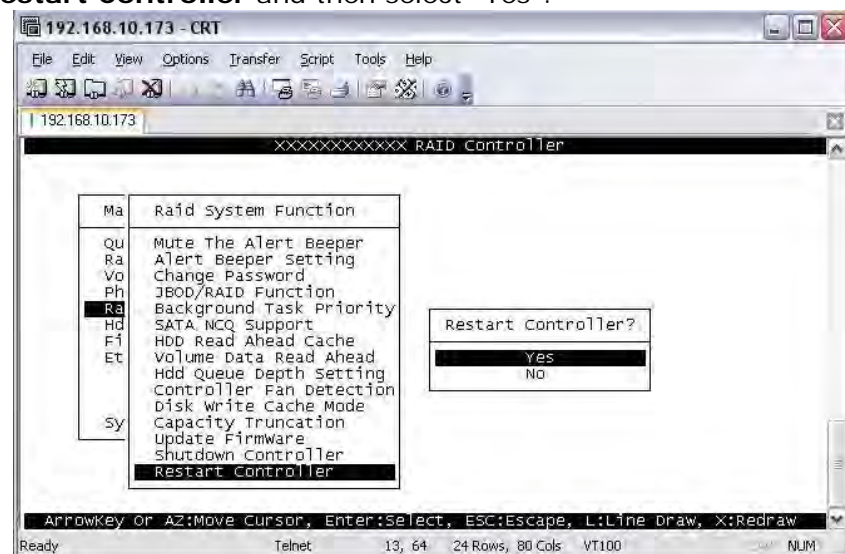 estart controller and then select "Yes".
192.168.10.173 - CRT
File Edit View Options Transfer Script Tools Help
192.168.10.173
XXXXXXXXXXXX RAID Controller
Ma
Qu
Ra
Vo
Ph
Ra
Hd
Fi
Et
Sy
Raid System Function
Mute The Alert Beeper
Alert Beeper Setting
Change Password
JBOD/RAID Function
Background Task Priority
SATA NCQ Support
HDD Read Ahead Cache
Volume Data Read Ahead
Hdd Queue Depth Setting
Controller Fan Detection
Disk Write Cache Mode
Capacity Truncation
Update Firmware
Shutdown Controller
Restart Controller
Restart Controller?
Yes
No
ArrowKey Or AZ:Move Cursor, Enter:Select, ESC:Escape, L:Line Draw, X:Redraw
Ready Telnet 13, 64 24 Rows, 80 Cols VT100 NUM